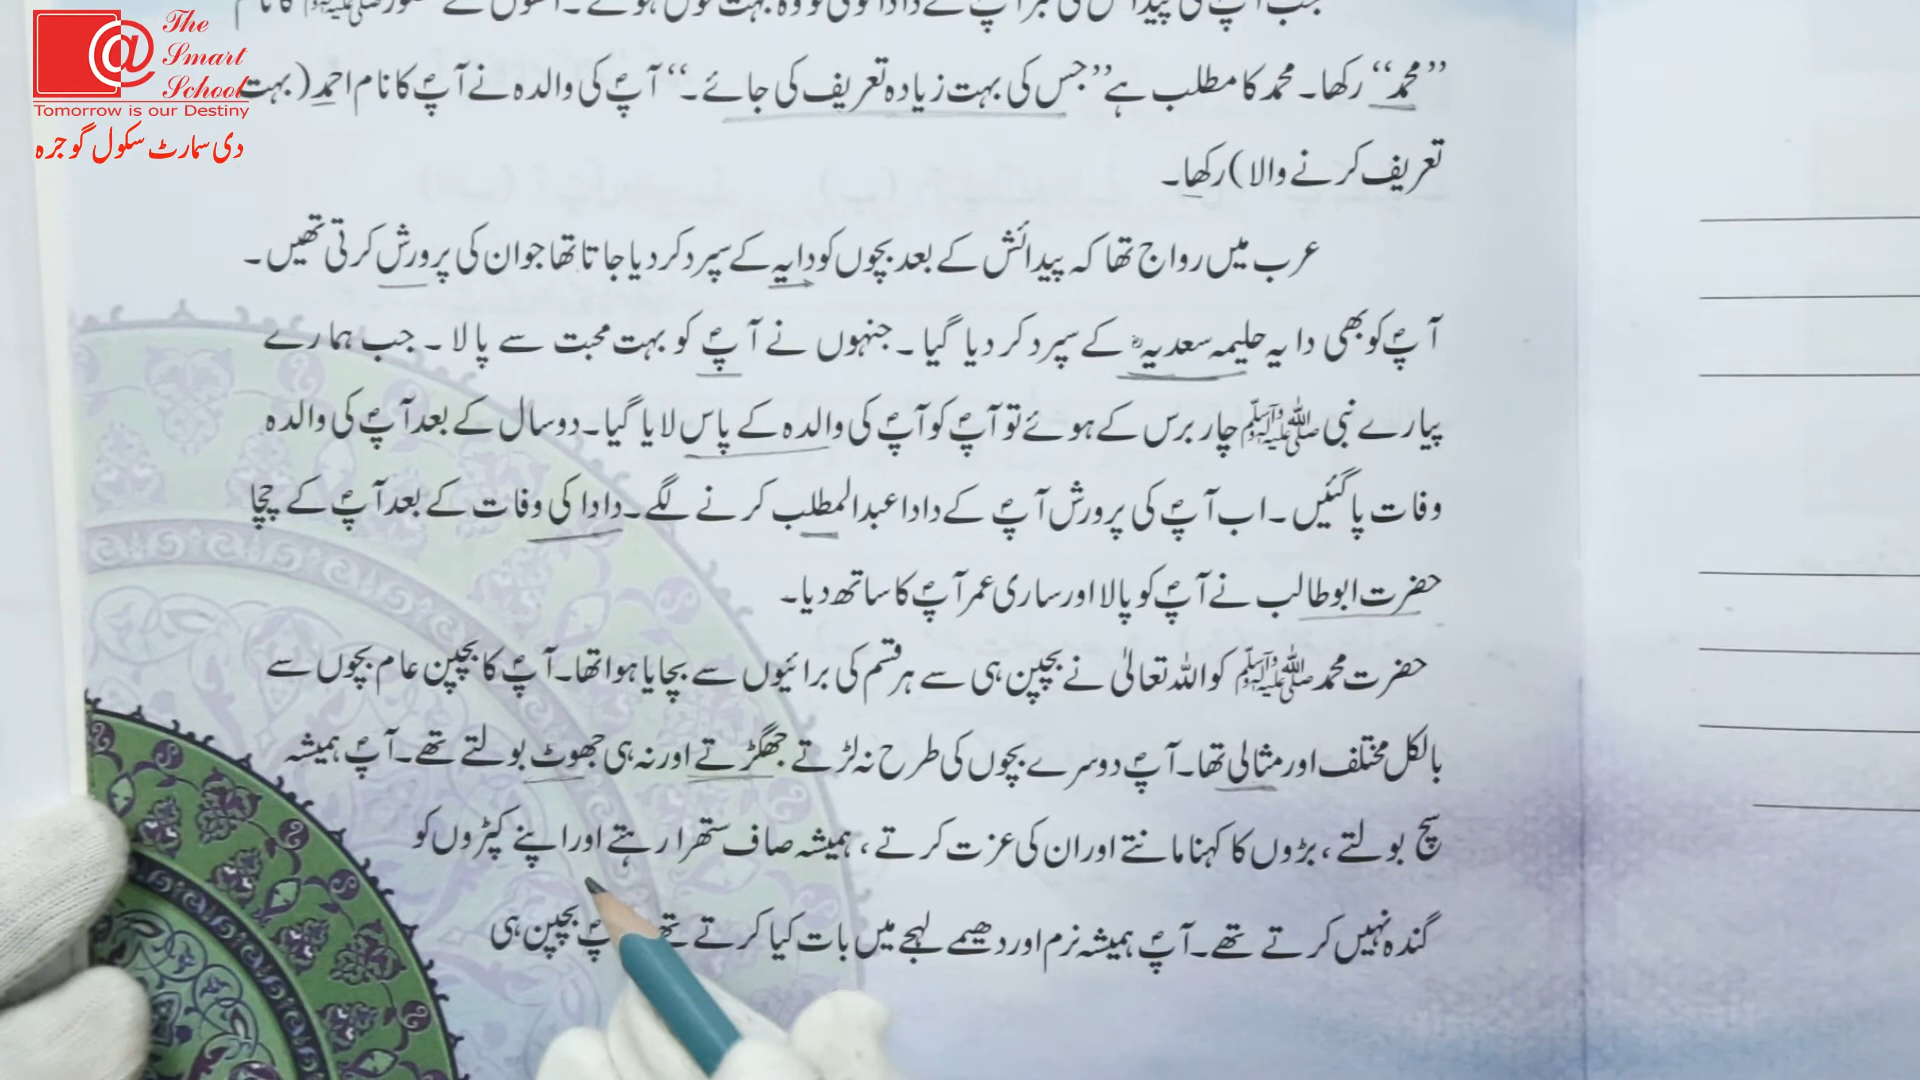 The
Smart
School
Tomorrow is our Destiny
دی سمارٹ سکول گوجرہ
جب آپؐ کی پیدائش کی خبر آپؐ کے دادا کو
”محمدؐ“ رکھا۔ محمد کا مطلب ہے ”جس کی بہت زیادہ تعریف کی جائے۔“ آپؐ کی والدہ نے آپؐ کا نام احمدؐ (بہت
تعریف کرنے والا) رکھا۔
عرب میں رواج تھا کہ پیدائش کے بعد بچوں کو دایہ کے سپرد کر دیا جاتا تھا جو ان کی پرورش کرتی تھیں۔
آپؐ کو بھی دایہ حلیمہ سعدیہؓ کے سپرد کر دیا گیا۔ جنہوں نے آپؐ کو بہت محبت سے پالا۔ جب ہمارے
پیارے نبی ﷺ چار برس کے ہوئے تو آپؐ کو آپؐ کی والدہ کے پاس لایا گیا۔ دو سال کے بعد آپؐ کی والدہ
وفات پا گئیں۔ اب آپؐ کی پرورش آپؐ کے دادا عبدالمطلب کرنے لگے۔ دادا کی وفات کے بعد آپؐ کے چچا
حضرت ابو طالب نے آپؐ کو پالا اور ساری عمر آپؐ کا ساتھ دیا۔
حضرت محمد ﷺ کو اللہ تعالیٰ نے بچپن ہی سے ہر قسم کی برائیوں سے بچایا ہوا تھا۔ آپؐ کا بچپن عام بچوں سے
بالکل مختلف اور مثالی تھا۔ آپؐ دوسرے بچوں کی طرح نہ لڑتے جھگڑتے اور نہ ہی جھوٹ بولتے تھے۔ آپؐ ہمیشہ
سچ بولتے، بڑوں کا کہنا مانتے اور ان کی عزت کرتے، ہمیشہ صاف ستھرا رہتے اور اپنے کپڑوں کو
گندہ نہیں کرتے تھے۔ آپؐ ہمیشہ نرم اور دھیمے لہجے میں بات کیا کرتے بچپن ہی